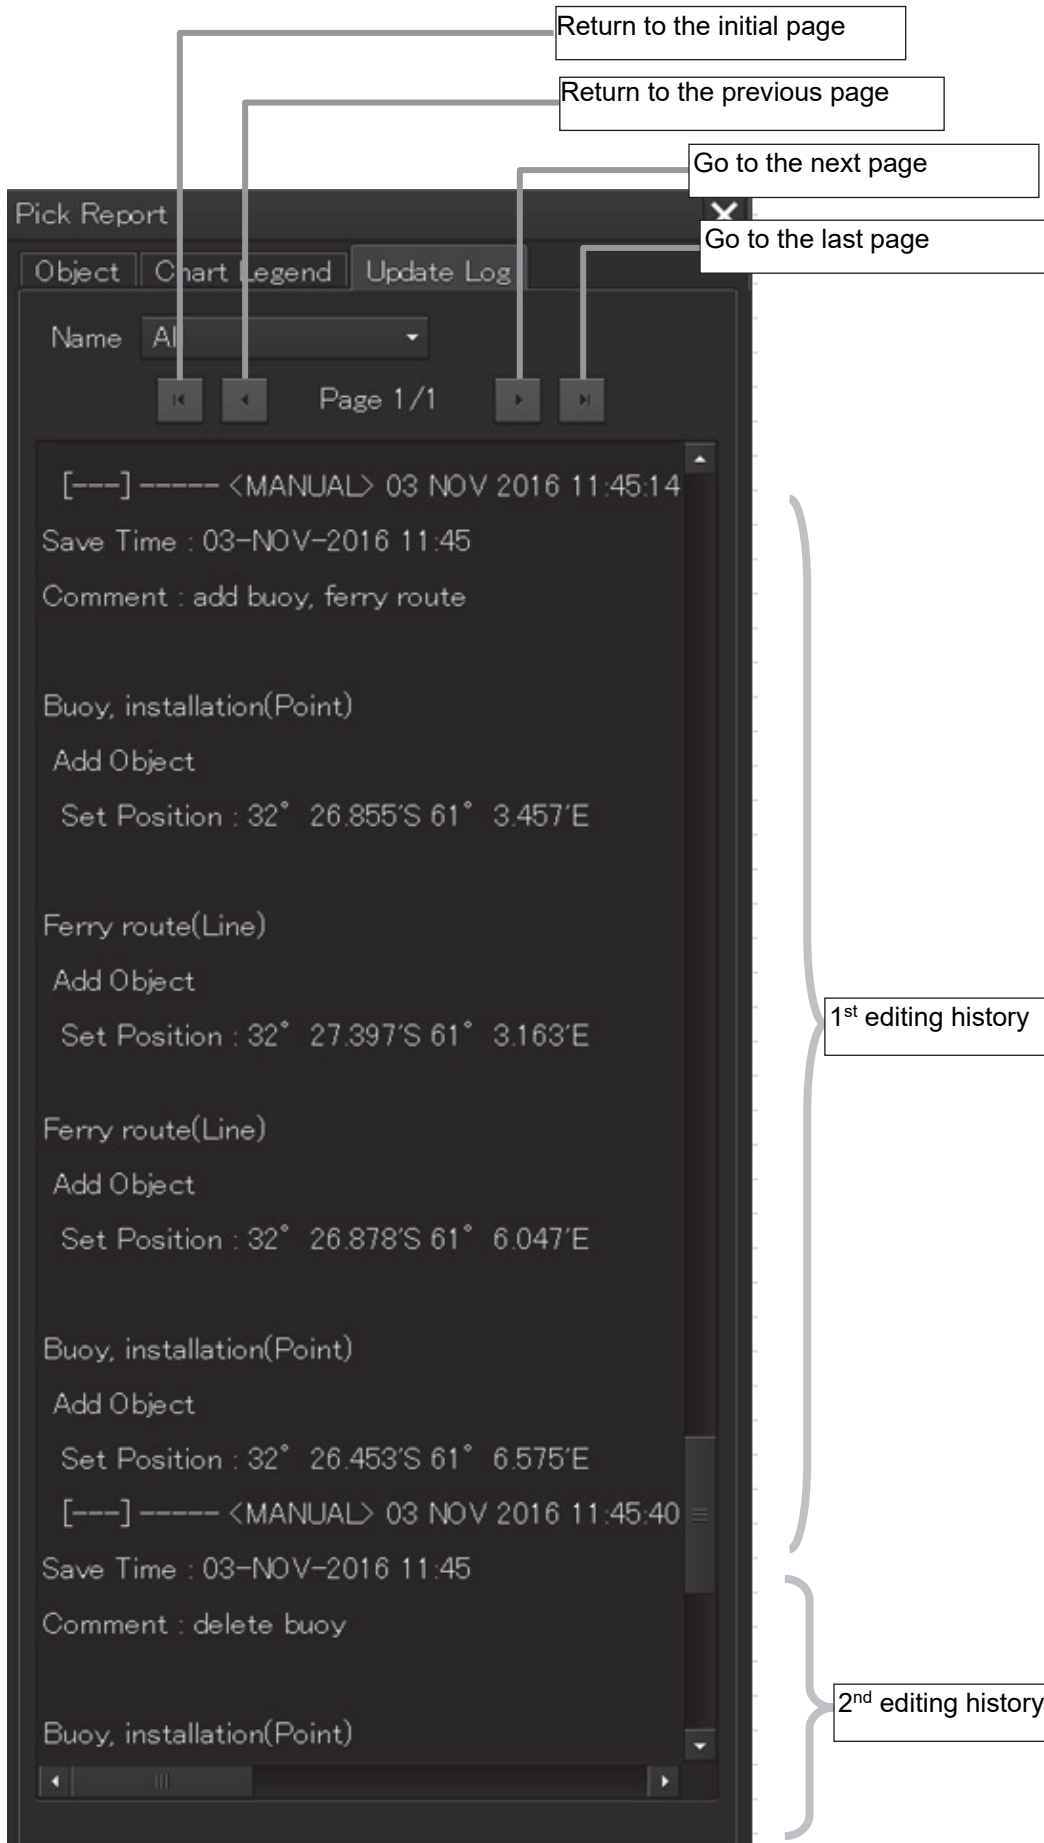 Return to the initial page
Return to the previous page
Go to the next page
Go to the last page
Pick Report
Object Chart Legend Update Log
Name All
Page 1/1
[---] ----- <MANUAL> 03 NOV 2016 11:45:14
Save Time : 03-NOV-2016 11:45
Comment : add buoy, ferry route
Buoy, installation(Point)
Add Object
Set Position : 32° 26.855'S 61° 3.457'E
Ferry route(Line)
Add Object
Set Position : 32° 27.397'S 61° 3.163'E
Ferry route(Line)
Add Object
Set Position : 32° 26.878'S 61° 6.047'E
Buoy, installation(Point)
Add Object
Set Position : 32° 26.453'S 61° 6.575'E
[---] ----- <MANUAL> 03 NOV 2016 11:45:40
Save Time : 03-NOV-2016 11:45
Comment : delete buoy
Buoy, installation(Point)
1st editing history
2nd editing history